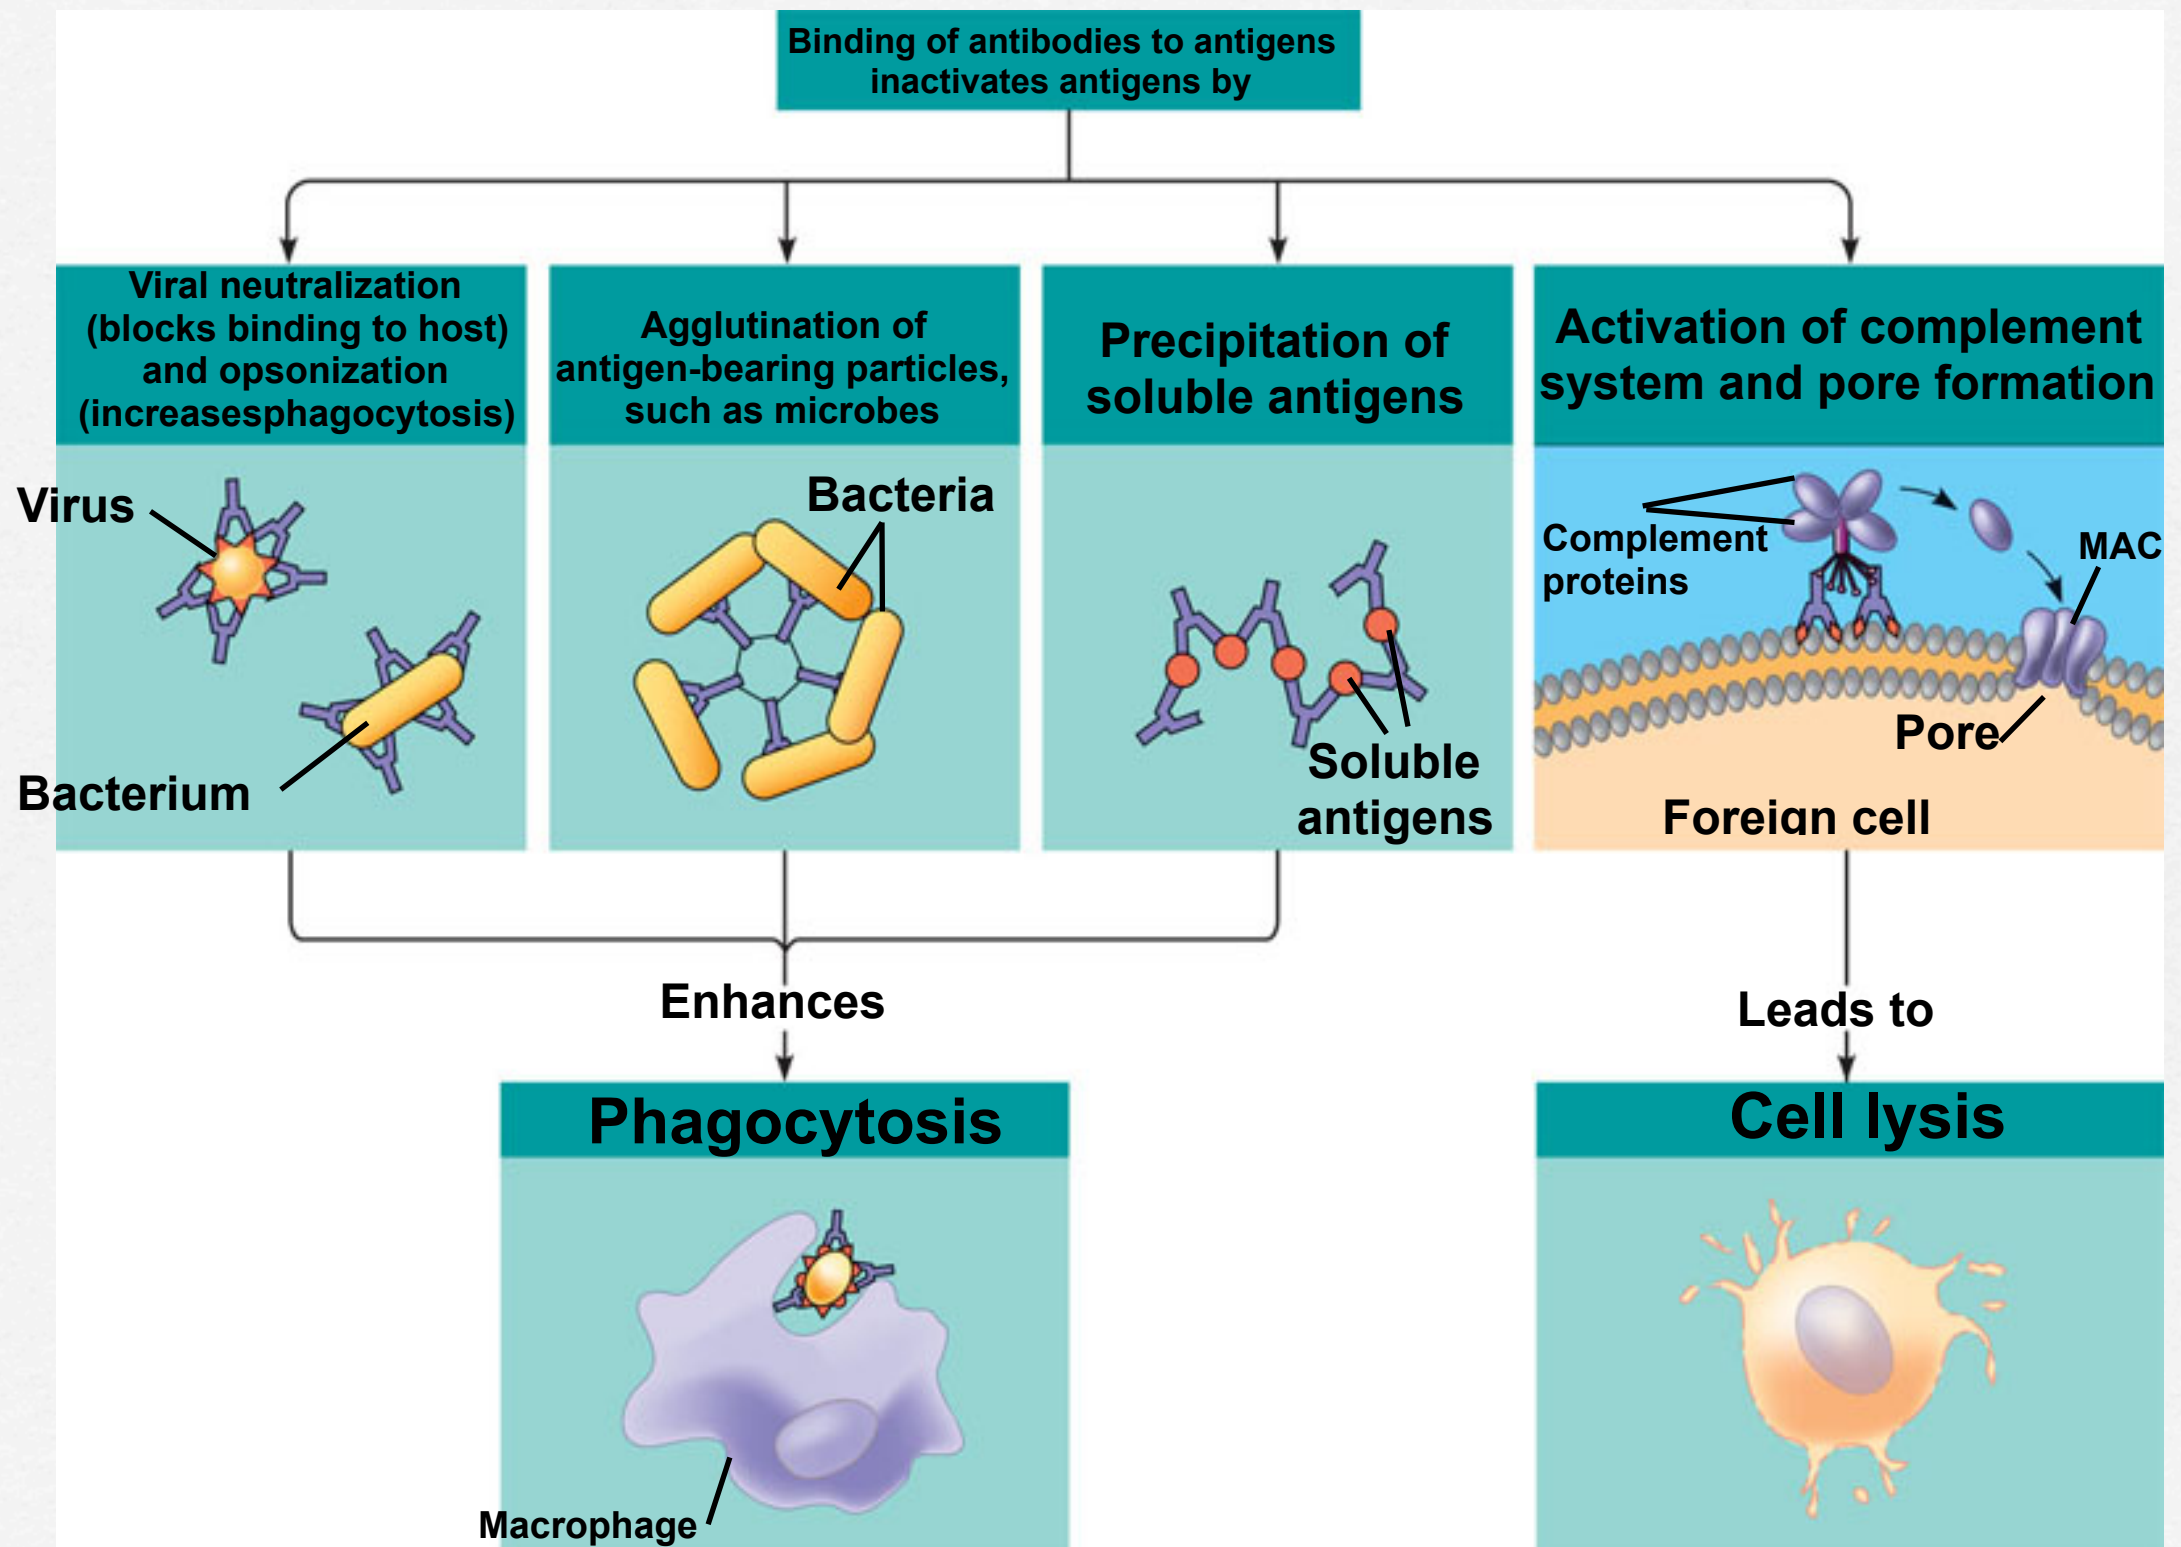 Binding of antibodies to antigens
inactivates antigens by
Viral neutralization
(blocks binding to host)
and opsonization
(increasesphagocytosis)
Agglutination of
antigen-bearing particles,
such as microbes
Precipitation of
soluble antigens
Activation of complement
system and pore formation
Virus
Bacterium
Bacteria
Soluble
antigens
Complement
proteins
MAC
Pore
Foreign cell
Enhances
Leads to
Phagocytosis
Macrophage
Cell lysis